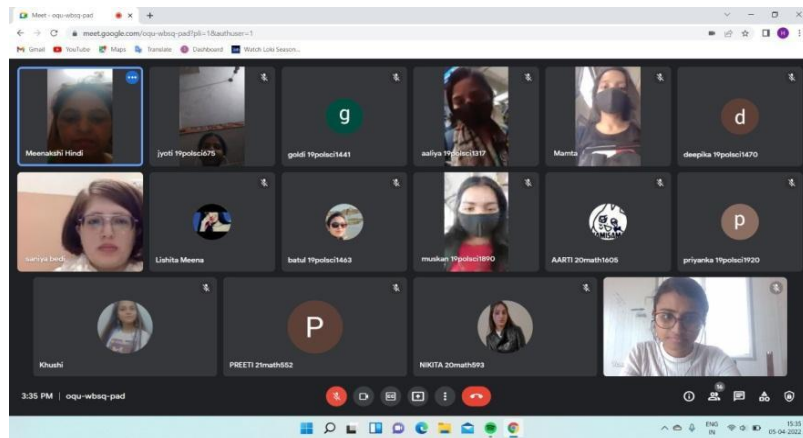 Meet - oqu-wbsq-pad
meet.google.com/oqu-wbsq-pad?pli=1&authuser=1
Gmail YouTube Maps Translate Dashboard Watch Loki Season...
g d
Meenakshi Hindi jyoti 19polsci675 goldi 19polsci1441 aaliya 19polsci1317 Mamta deepika 19polsci1470
p
saniya bedi Lishita Meena batul 19polsci1463 muskan 19polsci1890 AARTI 20math1605 priyanka 19polsci1920
P
Khushi PREETI 21math552 NIKITA 20math593
3:35 PM | oqu-wbsq-pad
16
ENG 15:35
IN 05-04-2022